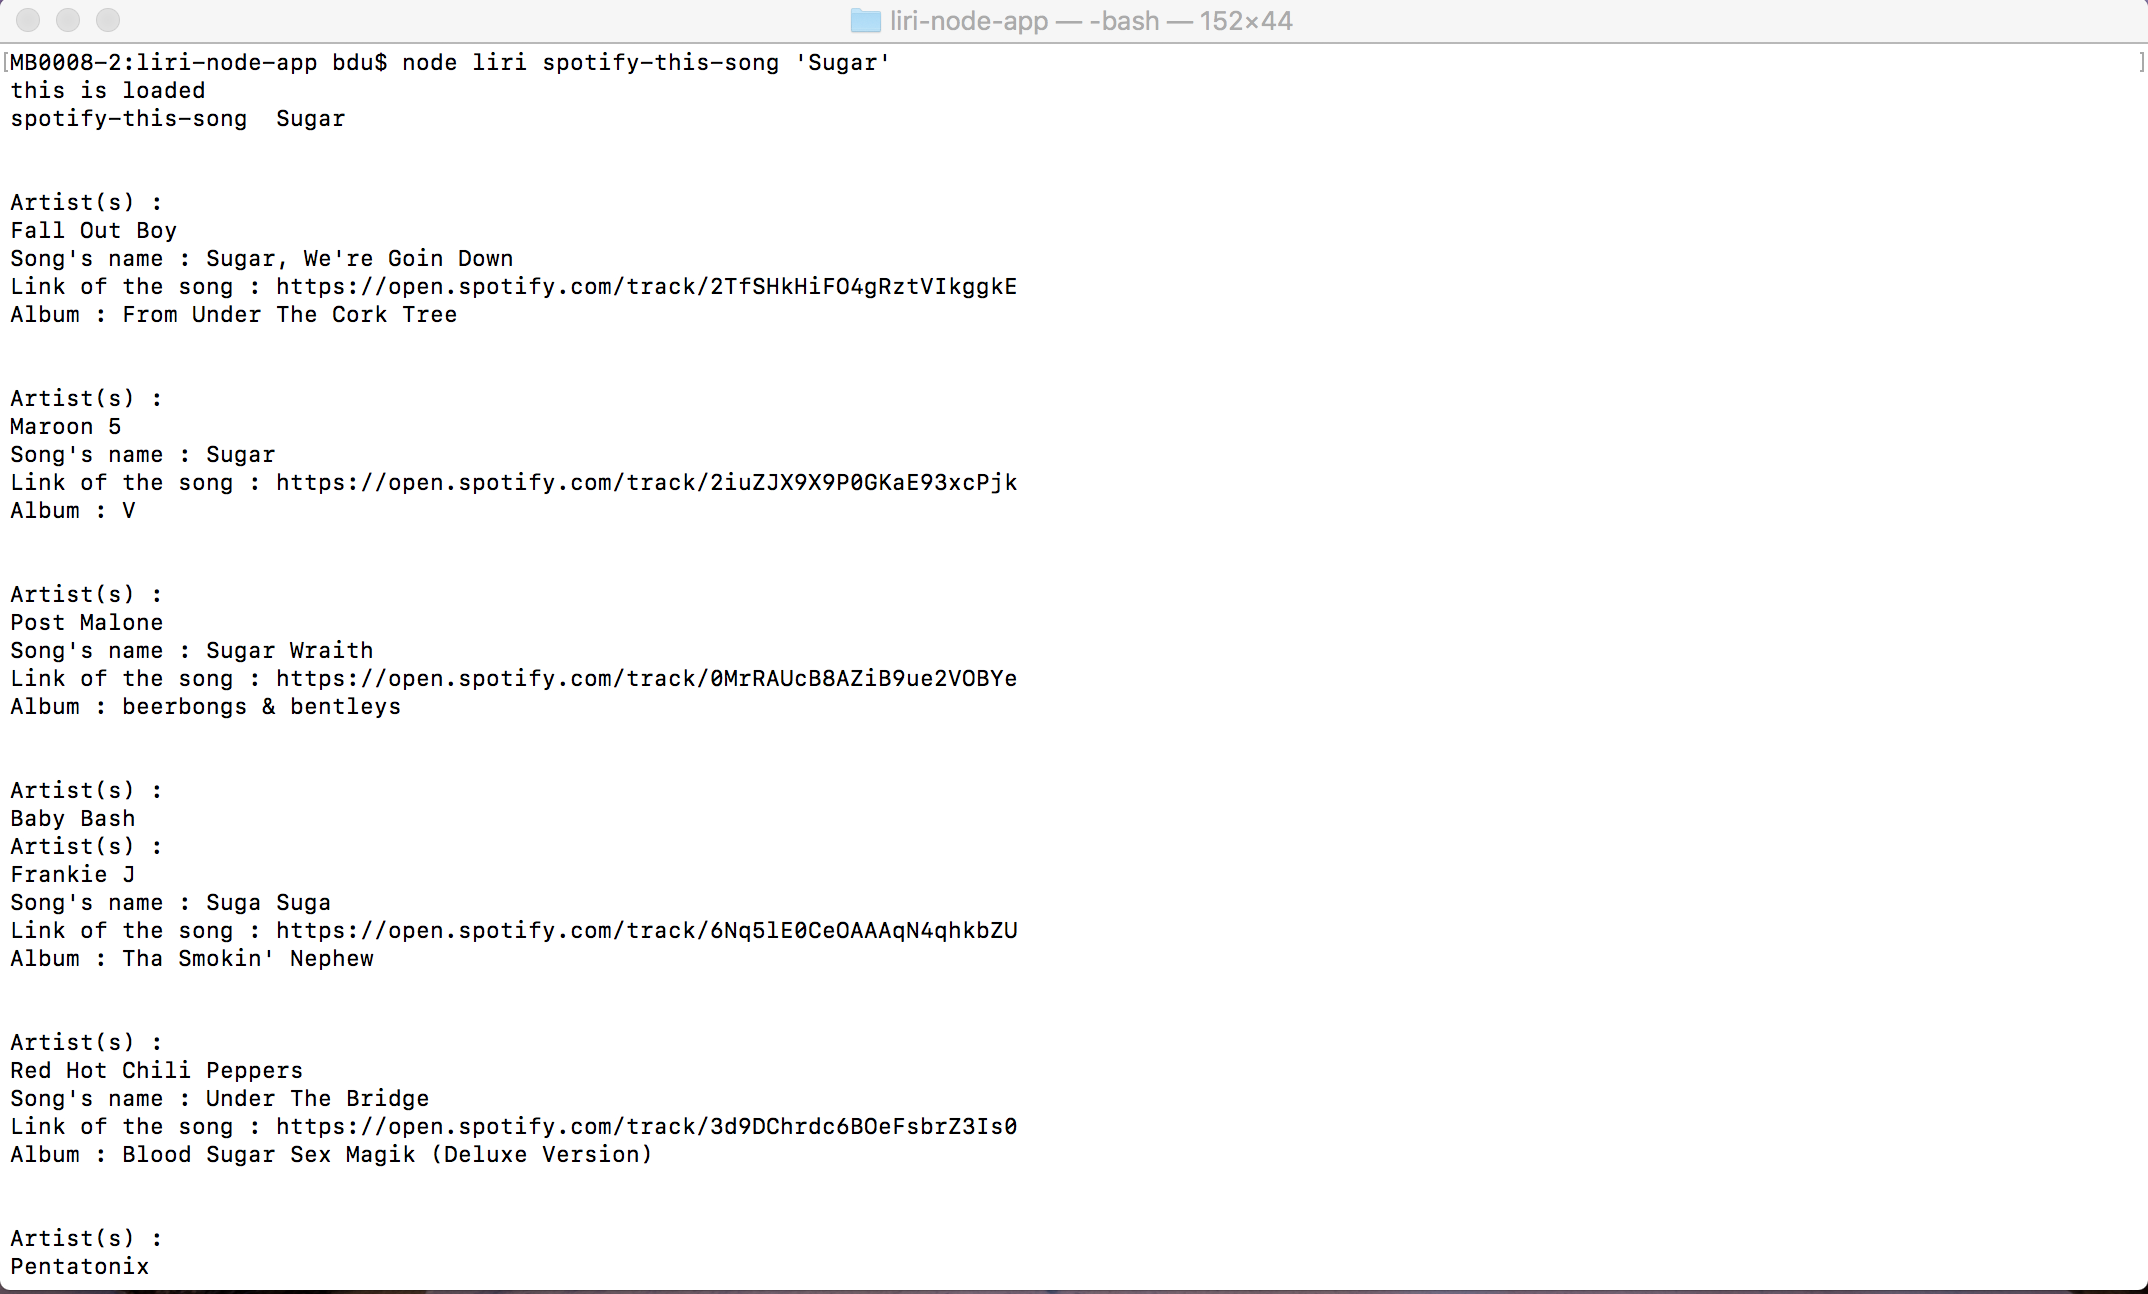 liri-node-app — -bash — 152×44
[MB0008-2:liri-node-app bdu$ node liri spotify-this-song 'Sugar' ]
this is loaded
spotify-this-song  Sugar
Artist(s) :
Fall Out Boy
Song's name : Sugar, We're Goin Down
Link of the song : https://open.spotify.com/track/2TfSHkHiFO4gRztVIkggkE
Album : From Under The Cork Tree
Artist(s) :
Maroon 5
Song's name : Sugar
Link of the song : https://open.spotify.com/track/2iuZJX9X9P0GKaE93xcPjk
Album : V
Artist(s) :
Post Malone
Song's name : Sugar Wraith
Link of the song : https://open.spotify.com/track/0MrRAUcB8AZiB9ue2VOBYe
Album : beerbongs & bentleys
Artist(s) :
Baby Bash
Artist(s) :
Frankie J
Song's name : Suga Suga
Link of the song : https://open.spotify.com/track/6Nq5lE0CeOAAAqN4qhkbZU
Album : Tha Smokin' Nephew
Artist(s) :
Red Hot Chili Peppers
Song's name : Under The Bridge
Link of the song : https://open.spotify.com/track/3d9DChrdc6BOeFsbrZ3Is0
Album : Blood Sugar Sex Magik (Deluxe Version)
Artist(s) :
Pentatonix